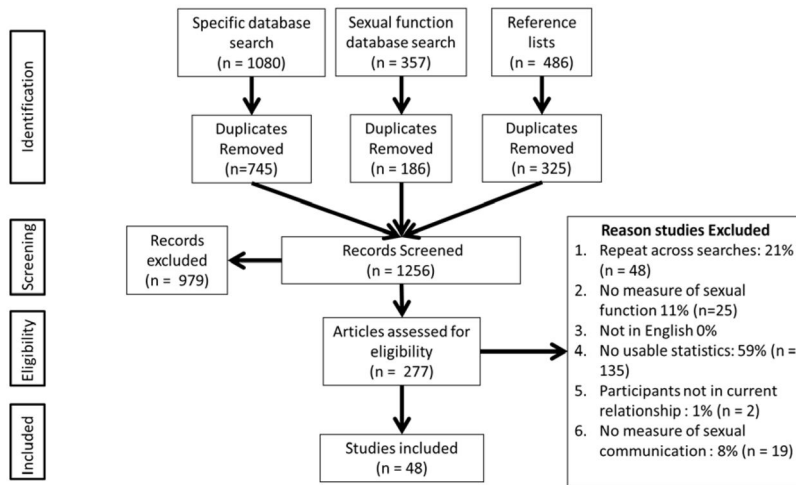 Specific database
search
(n = 1080)
Sexual function
database search
(n = 357)
Reference
lists
(n = 486)
Identification
Duplicates
Removed
(n=745)
Duplicates
Removed
(n = 186)
Duplicates
Removed
(n = 325)
Screening
Records
excluded
(n = 979)
Records Screened
n = 1256
Eligibility
Articles assessed for
eligibility
(n = 277)
Included
Studies included
(n = 48)
Reason studies Excluded
1. Repeat across searches: 21%
(n = 48)
2. No measure of sexual
function 11% (n=25)
3. Not in English 0%
4. No usable statistics: 59% (n =
135)
5. Participants not in current
relationship : 1% (n = 2)
6. No measure of sexual
communication : 8% (n = 19)